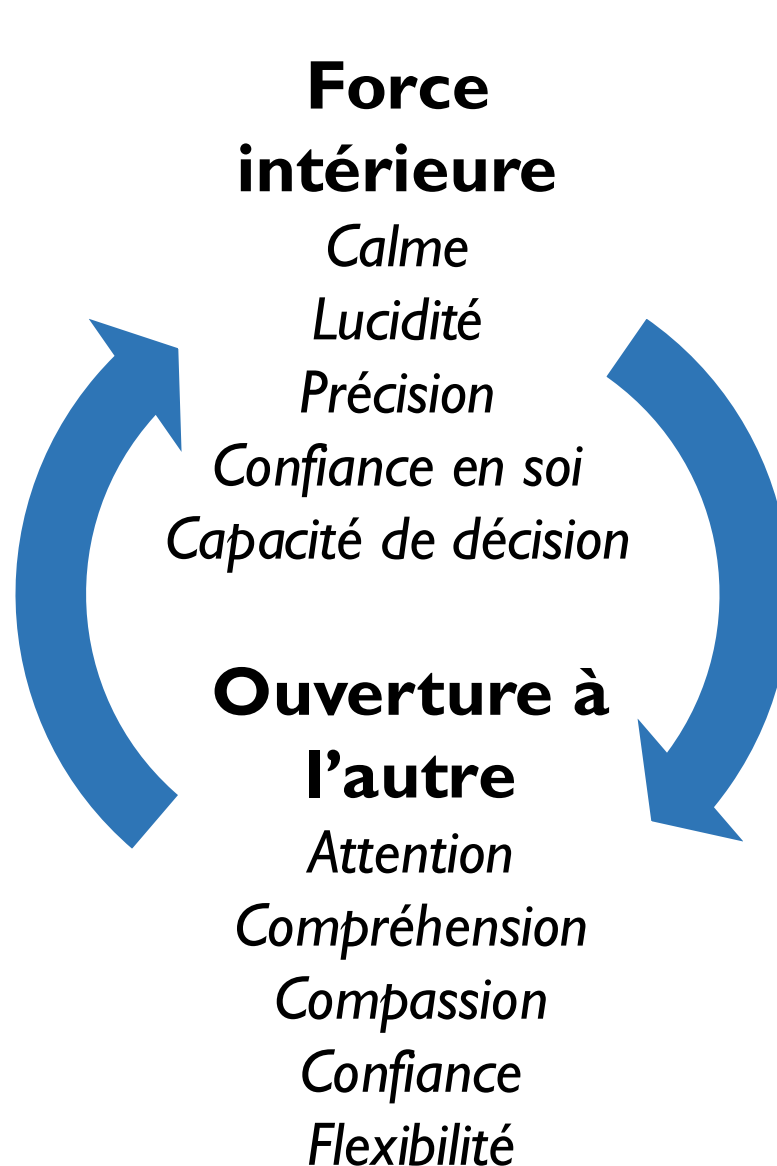 Force
intérieure
Calme
Lucidité
Précision
Confiance en soi
Capacité de décision
Ouverture à
l’autre
Attention
Compréhension
Compassion
Confiance
Flexibilité